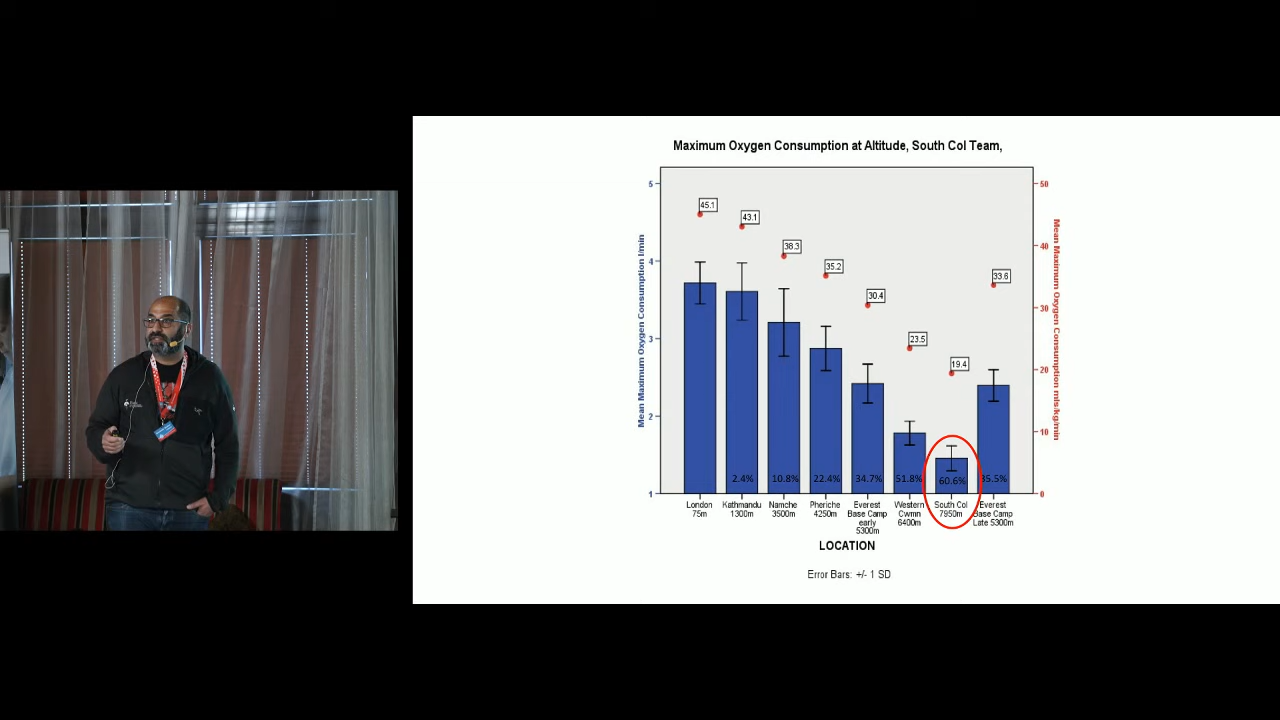 Maximum Oxygen Consumption at Altitude, South Col Team,
Mean Maximum Oxygen Consumption l/min
5
4
3
2
1
45.1
43.1
38.3
35.2
30.4
23.5
19.4
33.6
2.4%
10.8%
22.4%
34.7%
51.8%
60.6%
35.5%
50
40
30
20
10
0
Mean Maximum Oxygen Consumption mls/kg/min
London
75m
Kathmandu
1300m
Namche
3500m
Pheriche
4250m
Everest
Base Camp
early
5300m
Western
Cwmn
6400m
South Col
7950m
Everest
Base Camp
Late 5300m
LOCATION
Error Bars: +/- 1 SD